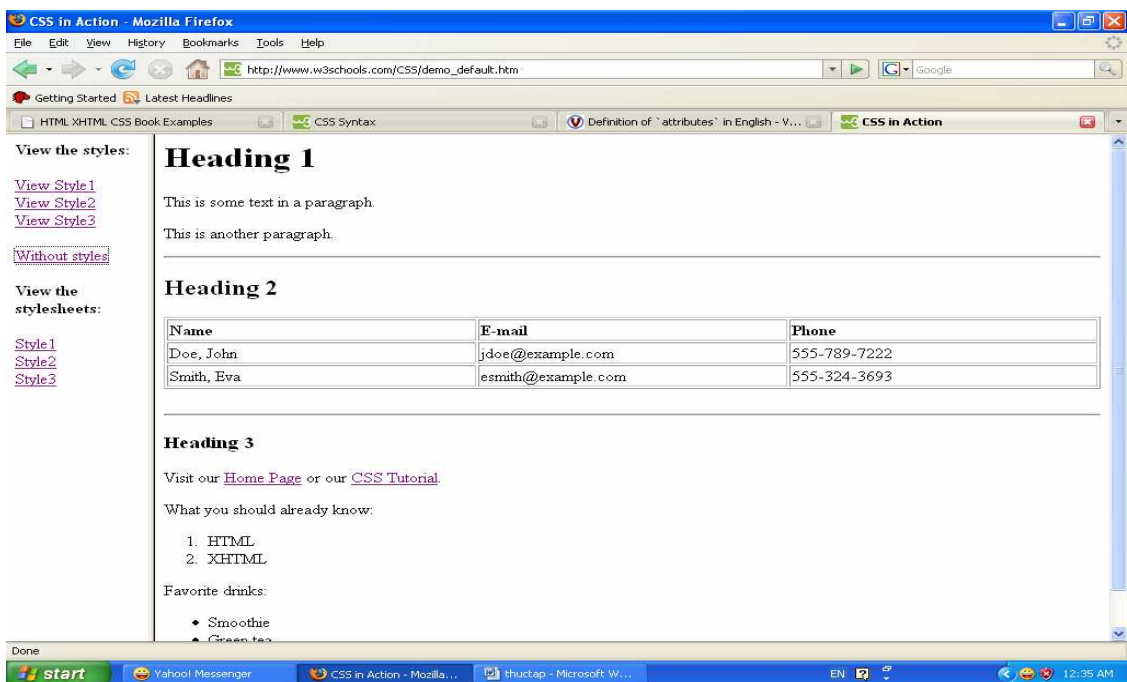 CSS in Action - Mozilla Firefox
File Edit View History Bookmarks Tools Help
http://www.w3schools.com/CSS/demo_default.htm
G Google
Getting Started Latest Headlines
HTML XHTML CSS Book Examples CSS Syntax Definition of `attributes` in English - V... CSS in Action
View the styles:
View Style1
View Style2
View Style3
Without styles
View the
stylesheets:
Style1
Style2
Style3
Heading 1
This is some text in a paragraph.
This is another paragraph.
Heading 2
Name E-mail Phone
Doe, John jdoe@example.com 555-789-7222
Smith, Eva esmith@example.com 555-324-3693
Heading 3
Visit our Home Page or our CSS Tutorial.
What you should already know:
1. HTML
2. XHTML
Favorite drinks:
• Smoothie
• Green tea
Done
start Yahoo! Messenger CSS in Action - Mozilla... thuctap - Microsoft W... EN 12:35 AM